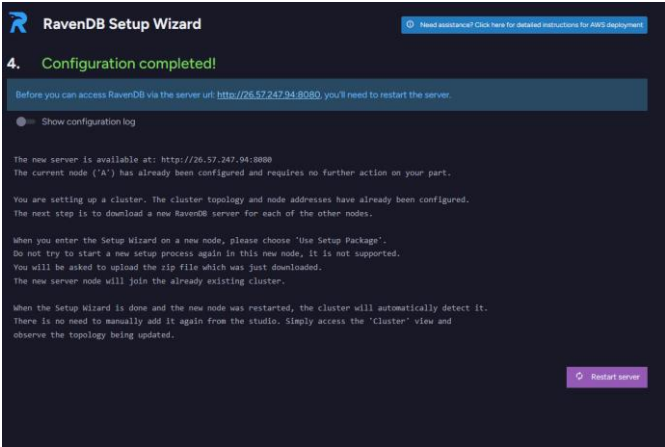 RavenDB Setup Wizard
Need assistance? Click here for detailed instructions for AWS deployment
4. Configuration completed!
Before you can access RavenDB via the server url: http://26.57.247.94:8080, you'll need to restart the server.
Show configuration log
The new server is available at: http://26.57.247.94:8080
The current node ('A') has already been configured and requires no further action on your part.
You are setting up a cluster. The cluster topology and node addresses have already been configured.
The next step is to download a new RavenDB server for each of the other nodes.
When you enter the Setup Wizard on a new node, please choose 'Use Setup Package'.
Do not try to start a new setup process again in this new node, it is not supported.
You will be asked to upload the zip file which was just downloaded.
The new server node will join the already existing cluster.
When the Setup Wizard is done and the new node was restarted, the cluster will automatically detect it.
There is no need to manually add it again from the studio. Simply access the 'Cluster' view and
observe the topology being updated.
Restart server